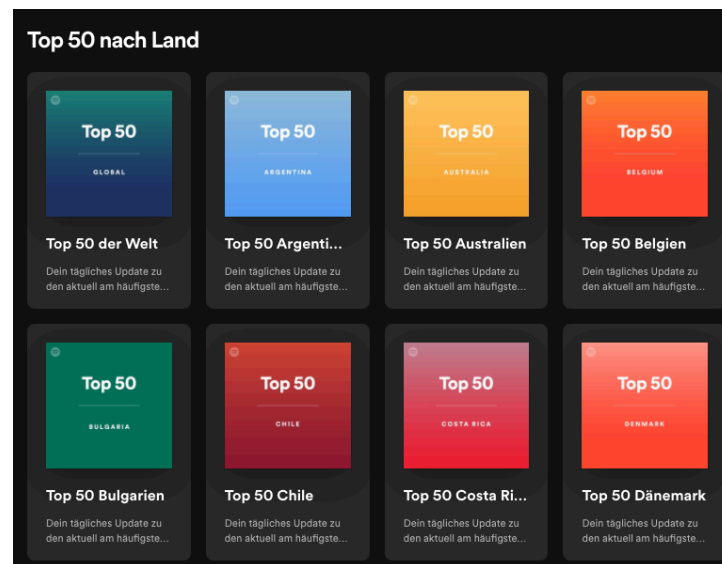 Top 50 nach Land
Top 50
GLOBAL
Top 50 der Welt
Dein tägliches Update zu
den aktuell am häufigste...
Top 50
ARGENTINA
Top 50 Argenti...
Dein tägliches Update zu
den aktuell am häufigste...
Top 50
AUSTRALIA
Top 50 Australien
Dein tägliches Update zu
den aktuell am häufigste...
Top 50
BELGIUM
Top 50 Belgien
Dein tägliches Update zu
den aktuell am häufigste...
Top 50
BULGARIA
Top 50 Bulgarien
Dein tägliches Update zu
den aktuell am häufigste...
Top 50
CHILE
Top 50 Chile
Dein tägliches Update zu
den aktuell am häufigste...
Top 50
COSTA RICA
Top 50 Costa Ri...
Dein tägliches Update zu
den aktuell am häufigste...
Top 50
DENMARK
Top 50 Dänemark
Dein tägliches Update zu
den aktuell am häufigste...